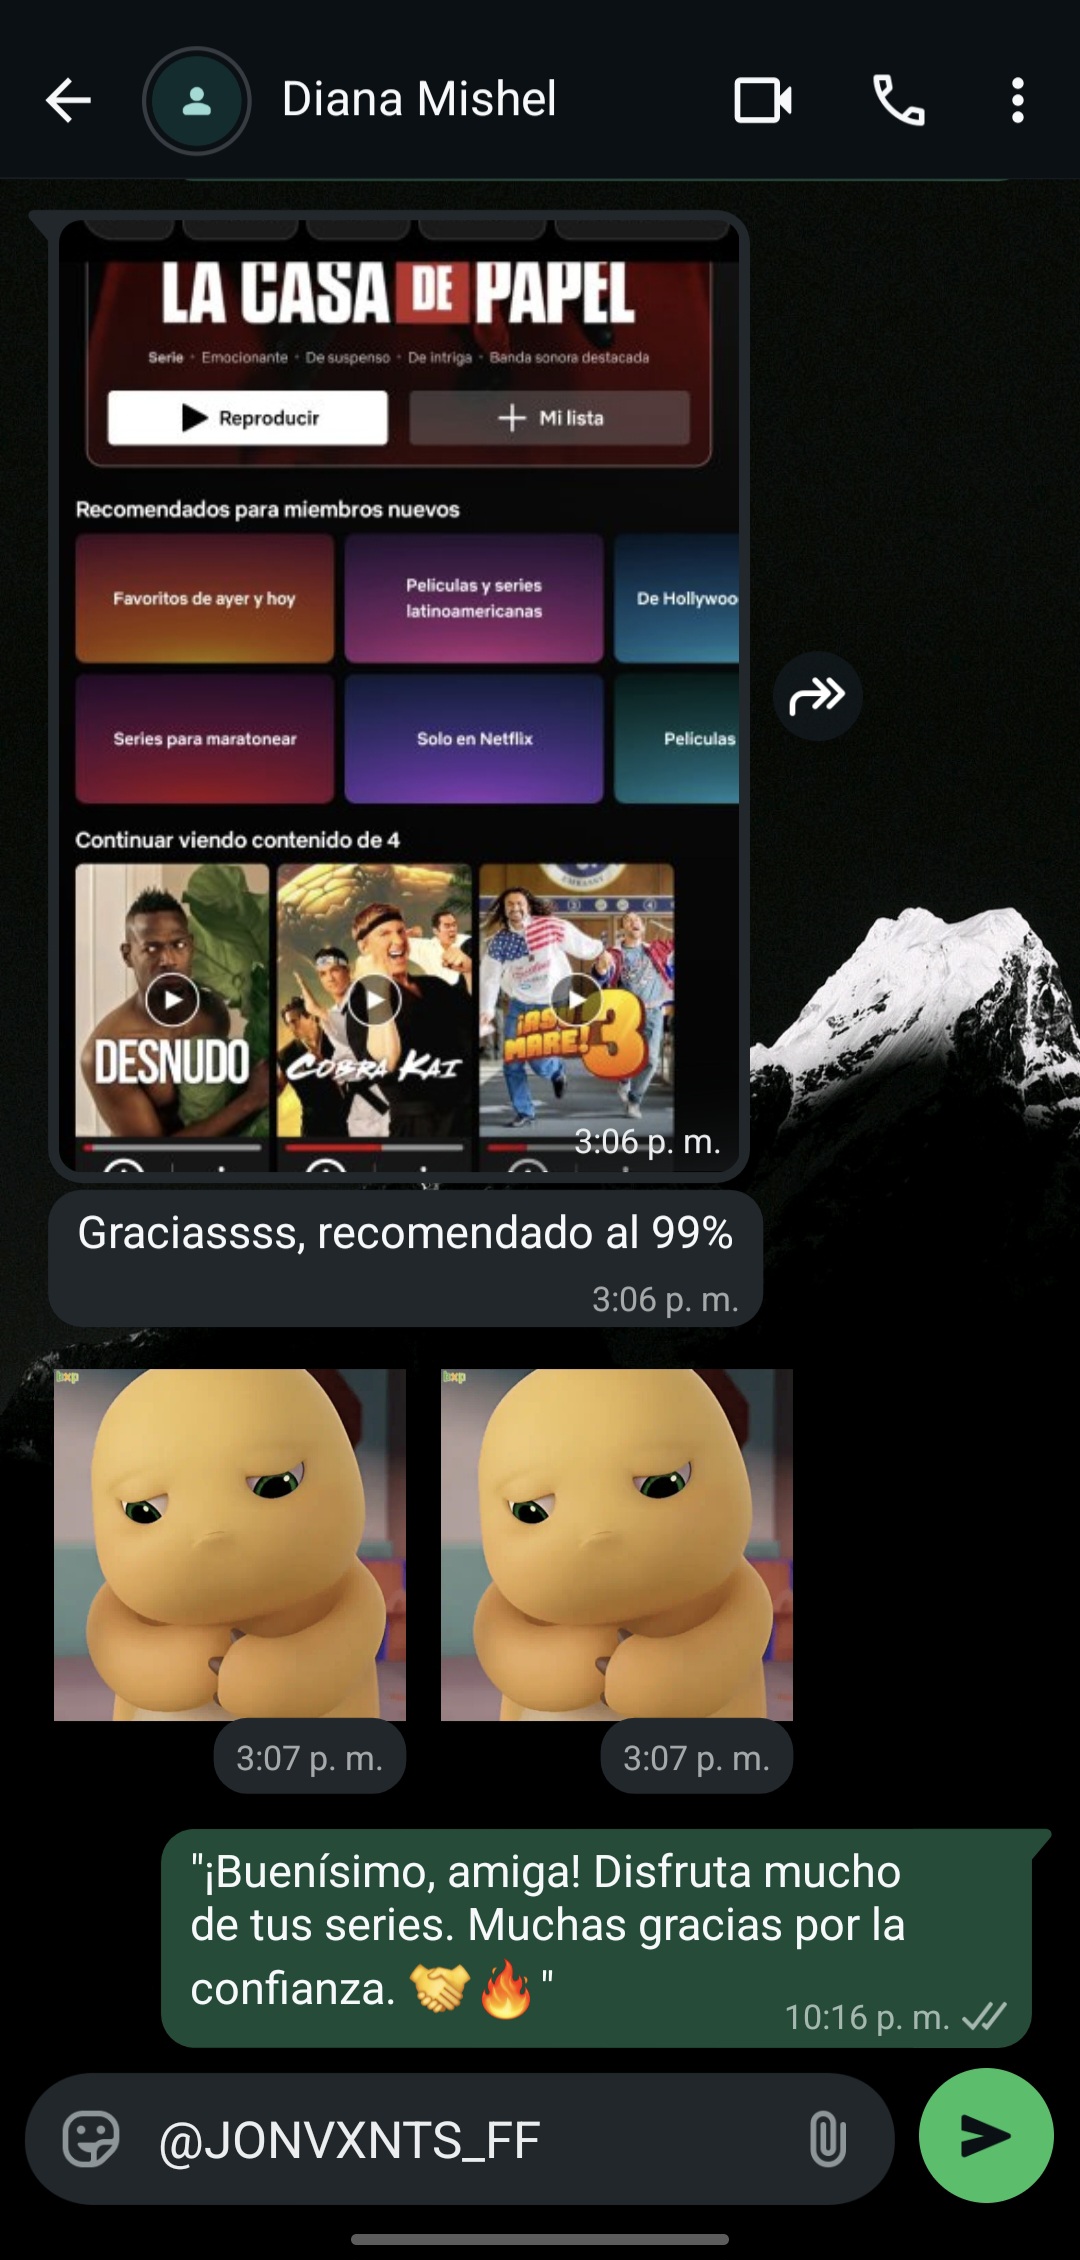 Diana Mishel
LA CASA DE PAPEL
Serie • Emocionante • De suspenso • De intriga • Banda sonora destacada
Reproducir
Mi lista
Recomendados para miembros nuevos
Favoritos de ayer y hoy
Películas y series
latinoamericanas
De Hollywoo
Series para maratonear
Solo en Netflix
Películas
Continuar viendo contenido de 4
DESNUDO
COBRA KAI
¡ASU MARE! 3
3:06 p. m.
Graciassss, recomendado al 99%
3:06 p. m.
bxp
bxp
3:07 p. m.
3:07 p. m.
"¡Buenísimo, amiga! Disfruta mucho
de tus series. Muchas gracias por la
confianza. 🤝🔥"
10:16 p. m.
@JONVXNTS_FF